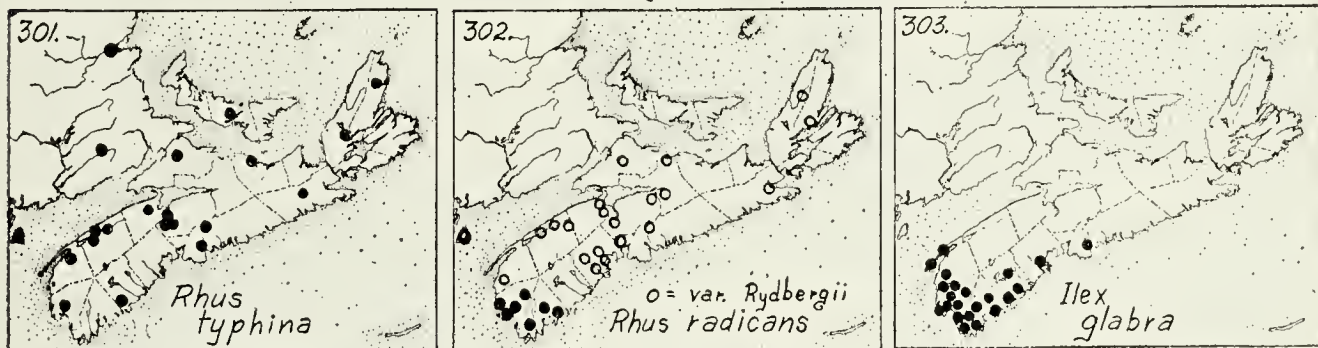 301.
Rhus
typhina
302.
o = var. Rydbergii
Rhus radicans
303.
Ilex
glabra